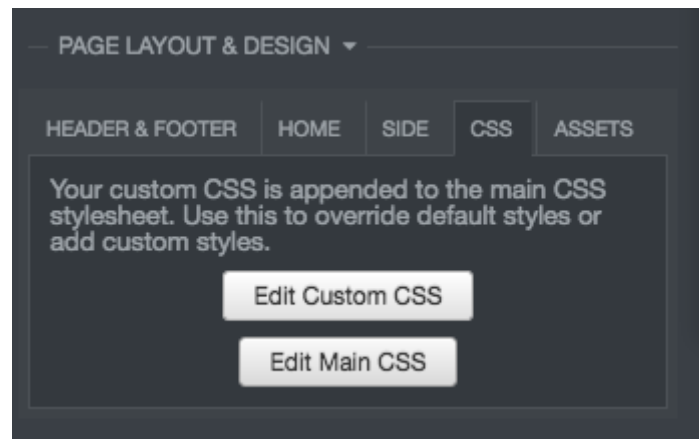 PAGE LAYOUT & DESIGN
HEADER & FOOTER HOME SIDE CSS ASSETS
Your custom CSS is appended to the main CSS
stylesheet. Use this to override default styles or
add custom styles.
Edit Custom CSS
Edit Main CSS